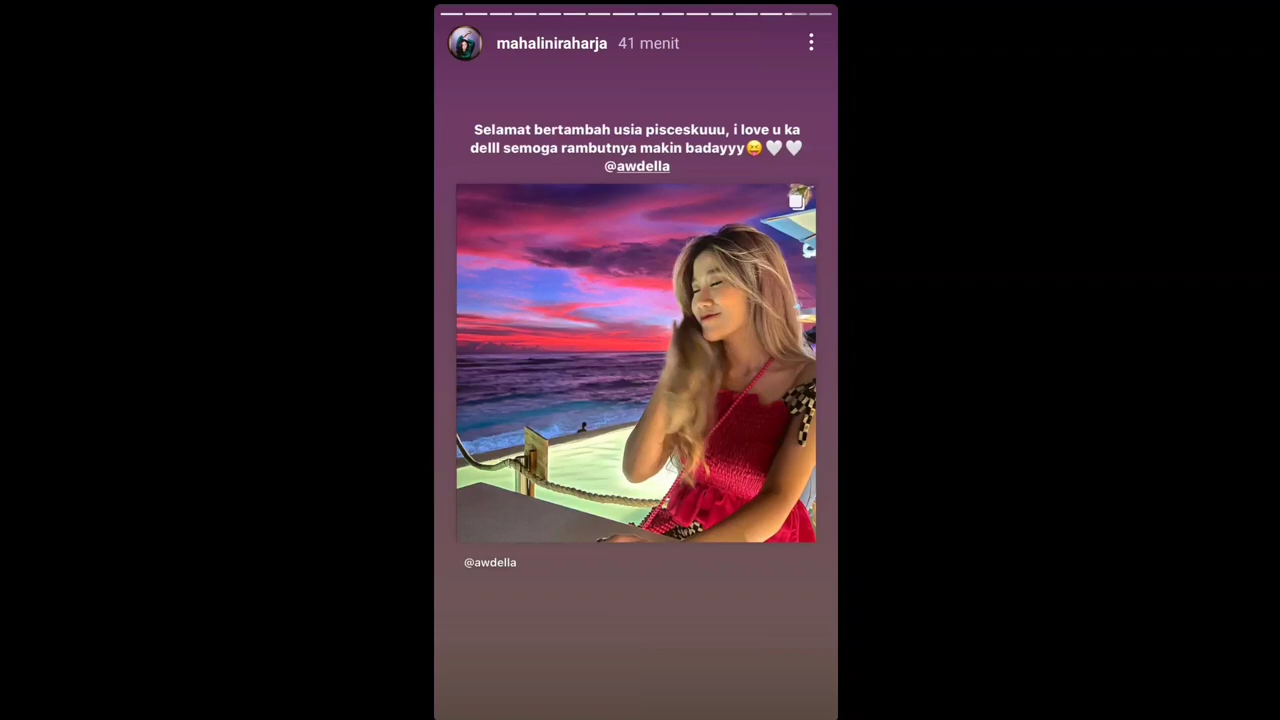 mahaliniraharja 41 menit
Selamat bertambah usia pisceskuuu, i love u ka
delll semoga rambutnya makin badayyy😝🤍🤍
@awdella
@awdella